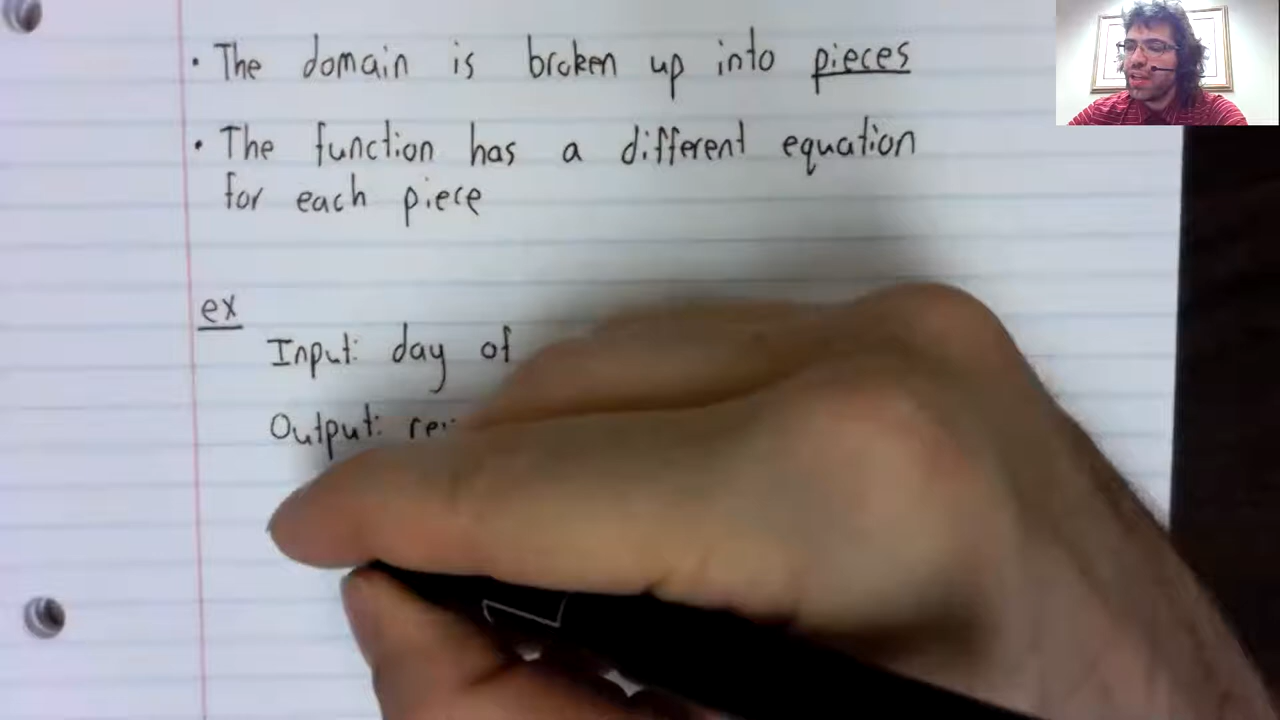 · The domain is broken up into pieces
· The function has a different equation
for each piece
ex
Input: day of
Output: